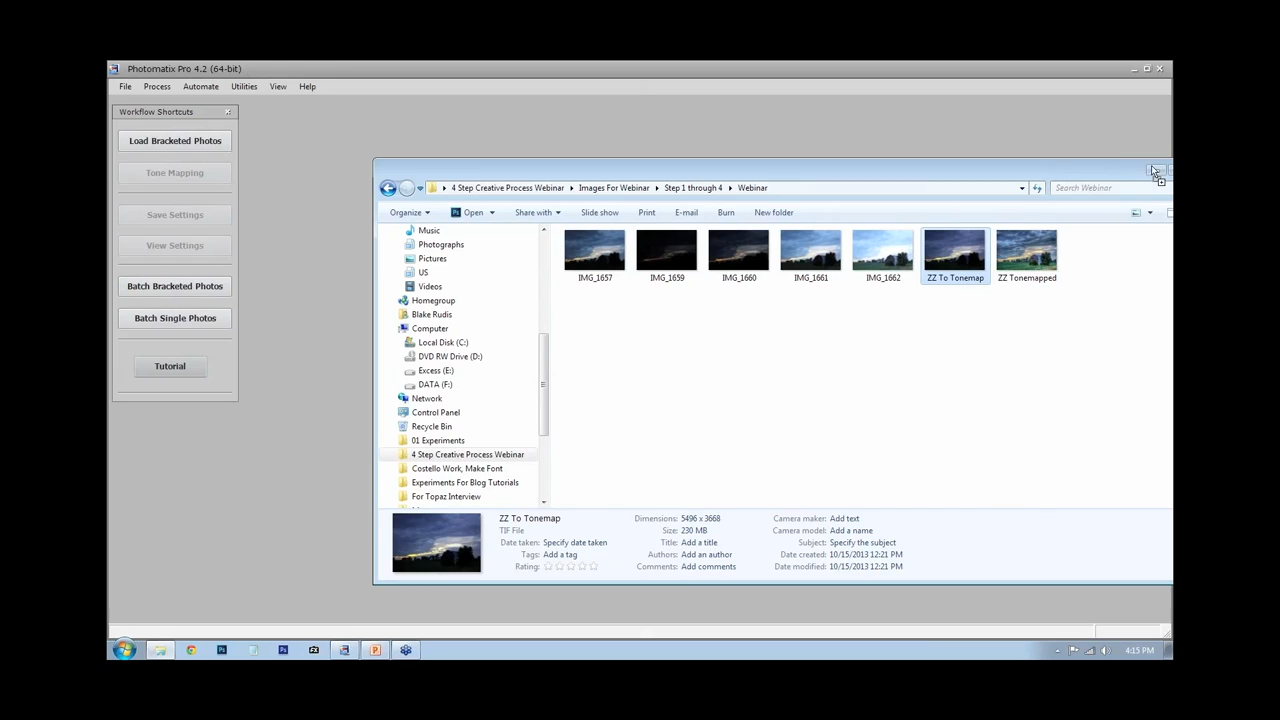 Photomatix Pro 4.2 (64-bit)
File Process Automate Utilities View Help
Workflow Shortcuts
Load Bracketed Photos
Tone Mapping
Save Settings
View Settings
Batch Bracketed Photos
Batch Single Photos
Tutorial
4 Step Creative Process Webinar Images For Webinar Step 1 through 4 Webinar Search Webinar
Organize Open Share with Slide show Print E-mail Burn New folder
Music
Photographs
Pictures
US
Videos
Homegroup
Blake Rudis
Computer
Local Disk (C:)
DVD RW Drive (D:)
Excess (E:)
DATA (F:)
Network
Control Panel
Recycle Bin
01 Experiments
4 Step Creative Process Webinar
Costello Work, Make Font
Experiments For Blog Tutorials
For Topaz Interview
IMG_1657 IMG_1659 IMG_1660 IMG_1661 IMG_1662 ZZ To Tonemap ZZ Tonemapped
ZZ To Tonemap Dimensions: 5496 x 3668 Camera maker: Add text
TIF File Size: 230 MB Camera model: Add a name
Date taken: Specify date taken Title: Add a title Subject: Specify the subject
Tags: Add a tag Authors: Add an author Date created: 10/15/2013 12:21 PM
Rating: Comments: Add comments Date modified: 10/15/2013 12:21 PM
4:15 PM